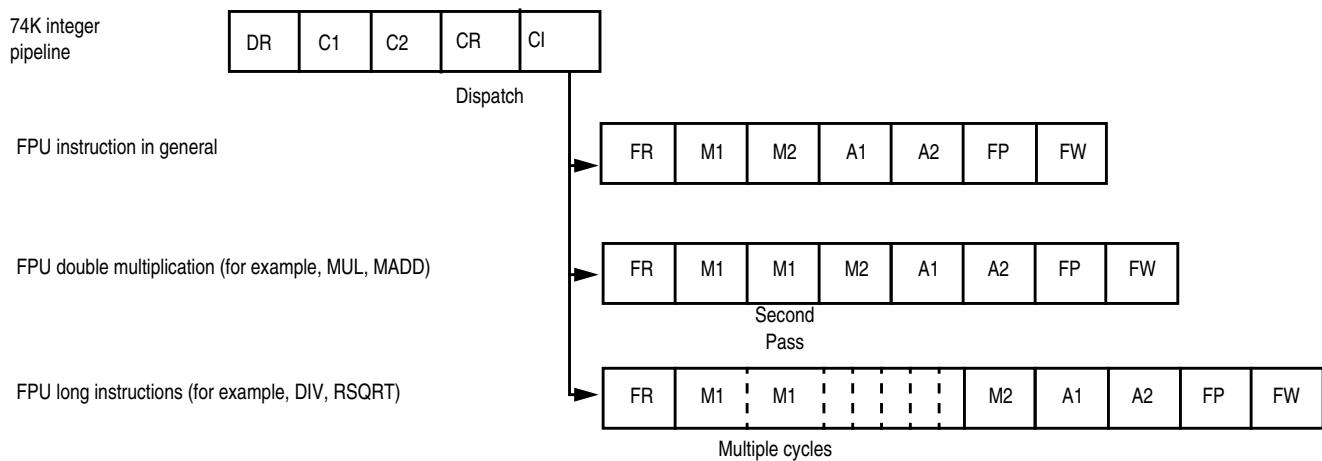 74K integer
pipeline
DR C1 C2 CR CI
Dispatch
FPU instruction in general
FR M1 M2 A1 A2 FP FW
FPU double multiplication (for example, MUL, MADD)
FR M1 M1 M2 A1 A2 FP FW
Second
Pass
FPU long instructions (for example, DIV, RSQRT)
FR M1 M1 M2 A1 A2 FP FW
Multiple cycles